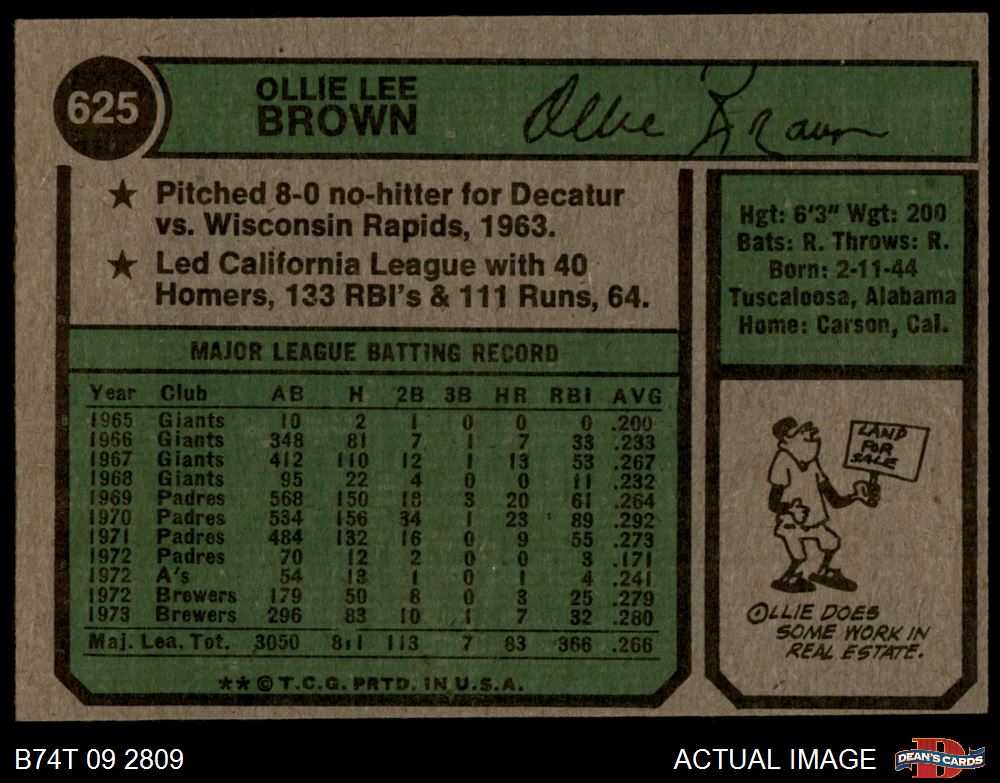 625
OLLIE LEE
BROWN
Ollie Brown
★ Pitched 8-0 no-hitter for Decatur
vs. Wisconsin Rapids, 1963.
★ Led California League with 40
Homers, 133 RBI's & 111 Runs, 64.
Hgt: 6'3" Wgt: 200
Bats: R. Throws: R.
Born: 2-11-44
Tuscaloosa, Alabama
Home: Carson, Cal.
MAJOR LEAGUE BATTING RECORD
Year Club AB H 2B 3B HR RBI AVG
1965 Giants 10 2 1 0 0 0 .200
1966 Giants 348 81 7 1 7 33 .233
1967 Giants 412 110 12 1 13 53 .267
1968 Giants 95 22 4 0 0 11 .232
1969 Padres 568 150 18 3 20 61 .264
1970 Padres 534 156 34 1 23 89 .292
1971 Padres 484 132 16 0 9 55 .273
1972 Padres 70 12 2 0 0 3 .171
1972 A's 54 13 1 0 1 4 .241
1972 Brewers 179 50 8 0 3 25 .279
1973 Brewers 296 83 10 1 7 32 .280
Maj. Lea. Tot. 3050 811 113 7 83 366 .266
★★ © T.C.G. PRTD. IN U.S.A.
LAND
FOR
SALE
OLLIE DOES
SOME WORK IN
REAL ESTATE.
B74T 09 2809
ACTUAL IMAGE
D
DEAN'S CARDS